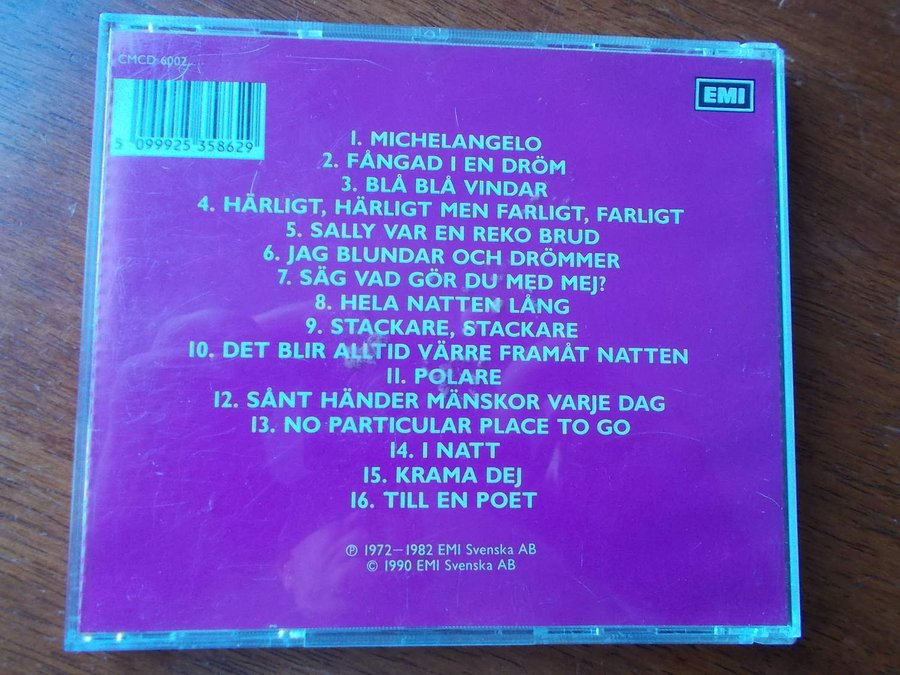 CMCD 6002
EMI
5 099925 358629
1. MICHELANGELO
2. FÅNGAD I EN DRÖM
3. BLÅ BLÅ VINDAR
4. HÄRLIGT, HÄRLIGT MEN FARLIGT, FARLIGT
5. SALLY VAR EN REKO BRUD
6. JAG BLUNDAR OCH DRÖMMER
7. SÄG VAD GÖR DU MED MEJ?
8. HELA NATTEN LÅNG
9. STACKARE, STACKARE
10. DET BLIR ALLTID VÄRRE FRAMÅT NATTEN
11. POLARE
12. SÅNT HÄNDER MÄNSKOR VARJE DAG
13. NO PARTICULAR PLACE TO GO
14. I NATT
15. KRAMA DEJ
16. TILL EN POET
℗ 1972–1982 EMI Svenska AB
© 1990 EMI Svenska AB